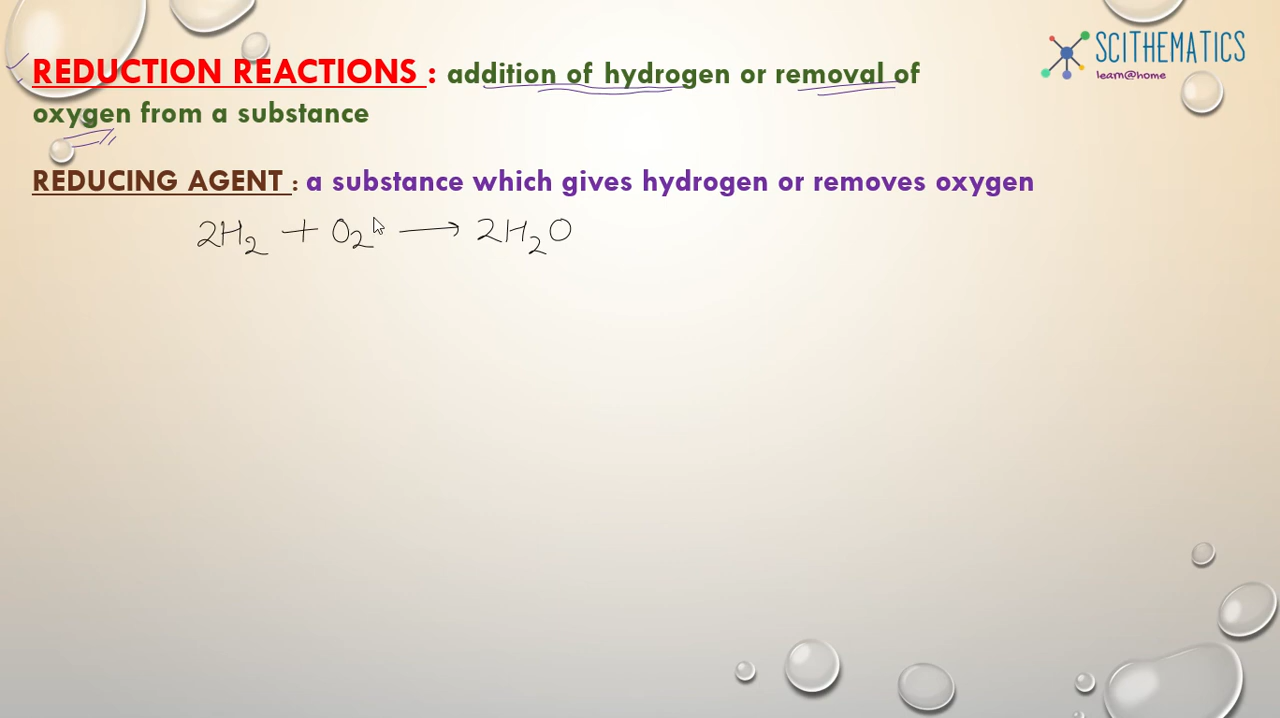 SCITHEMATICS
learn@home
REDUCTION REACTIONS : addition of hydrogen or removal of
oxygen from a substance
REDUCING AGENT : a substance which gives hydrogen or removes oxygen
2H₂ + O₂ → 2H₂O